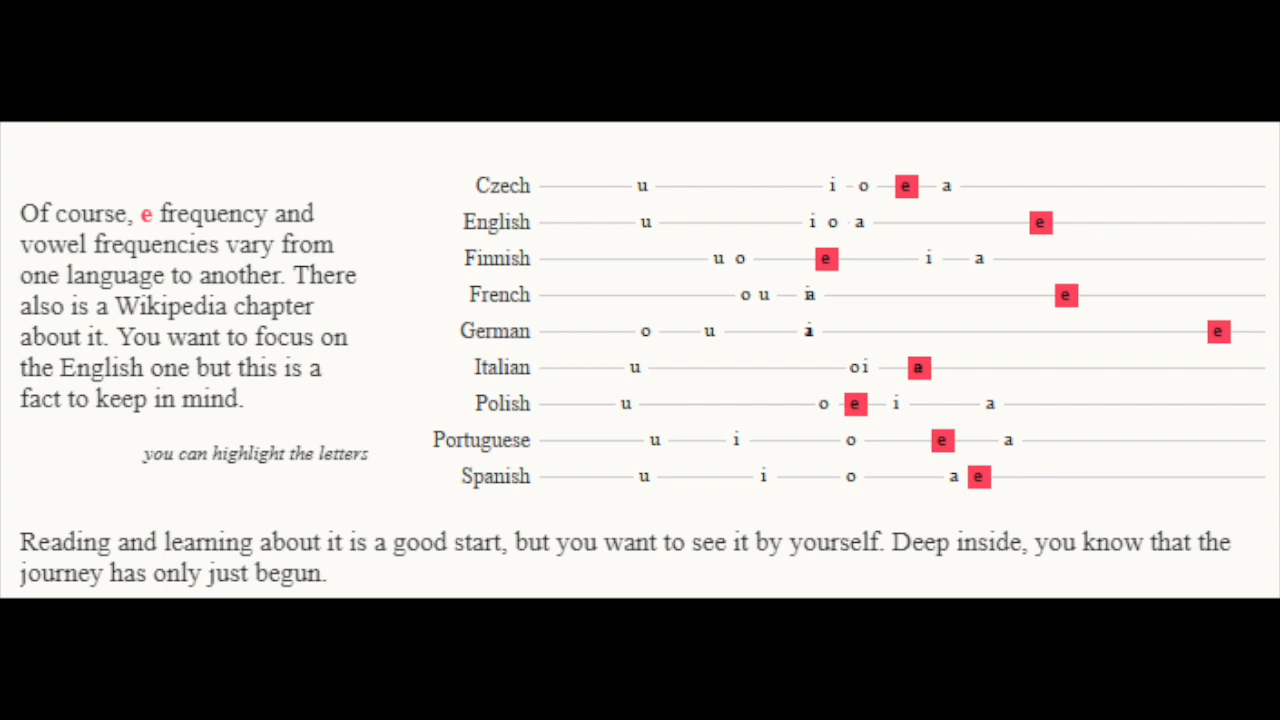 Of course, e frequency and
vowel frequencies vary from
one language to another. There
also is a Wikipedia chapter
about it. You want to focus on
the English one but this is a
fact to keep in mind.
you can highlight the letters
Czech u i o e a
English u i o a e
Finnish u o e i a
French o u i a e
German o u a i e
Italian u o i a e
Polish u o e i a
Portuguese u i o e a
Spanish u i o a e
Reading and learning about it is a good start, but you want to see it by yourself. Deep inside, you know that the
journey has only just begun.